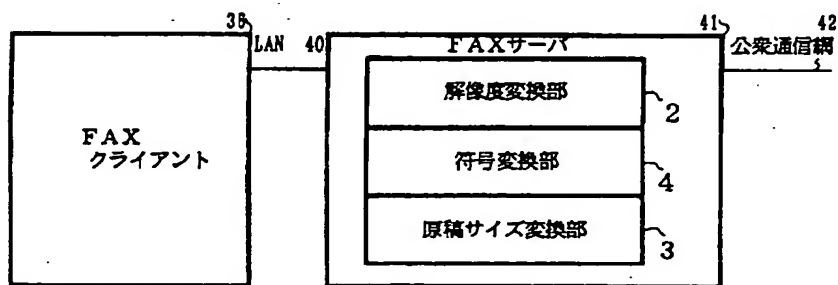 36 LAN 40 FAXサーバ 41 公衆通信網 42
解像度変換部 2
FAX
クライアント
符号変換部 4
原稿サイズ変換部 3